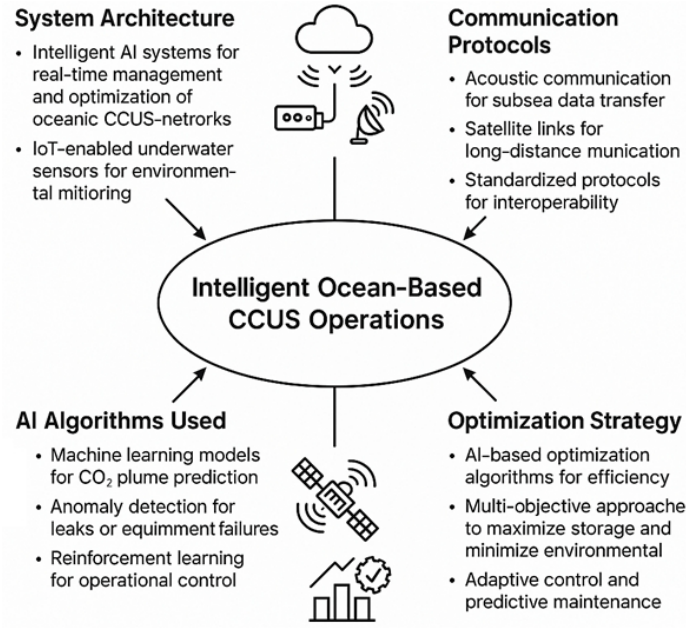 System Architecture
• Intelligent AI systems for
real-time management
and optimization of
oceanic CCUS-netrorks
• IoT-enabled underwater
sensors for environmen-
tal mitioring
Communication
Protocols
• Acoustic communication
for subsea data transfer
• Satellite links for
long-distance munication
• Standardized protocols
for interoperability
Intelligent Ocean-Based
CCUS Operations
AI Algorithms Used
• Machine learning models
for CO₂ plume prediction
• Anomaly detection for
leaks or equimment failures
• Reinforcement learning
for operational control
Optimization Strategy
• AI-based optimization
algorithms for efficiency
• Multi-objective approache
to maximize storage and
minimize environmental
• Adaptive control and
predictive maintenance